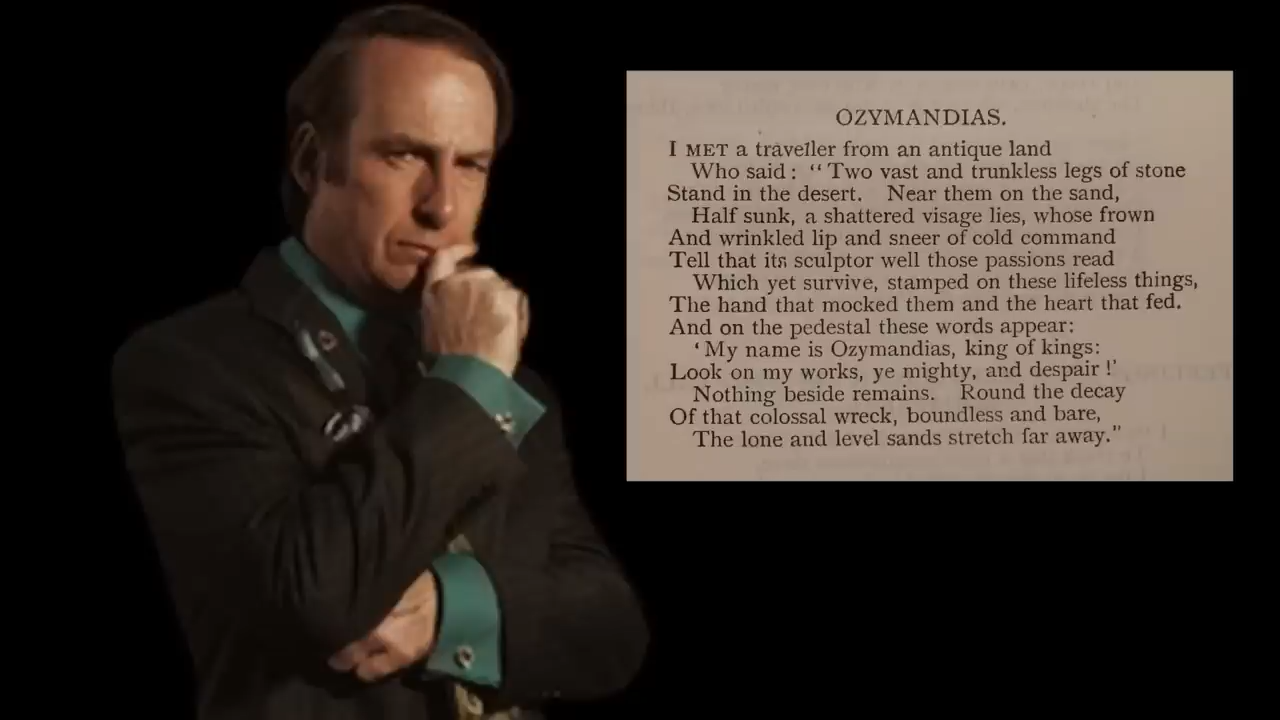 OZYMANDIAS.
I MET a traveller from an antique land
Who said: “Two vast and trunkless legs of stone
Stand in the desert. Near them on the sand,
Half sunk, a shattered visage lies, whose frown
And wrinkled lip and sneer of cold command
Tell that its sculptor well those passions read
Which yet survive, stamped on these lifeless things,
The hand that mocked them and the heart that fed.
And on the pedestal these words appear:
‘My name is Ozymandias, king of kings:
Look on my works, ye mighty, and despair!’
Nothing beside remains. Round the decay
Of that colossal wreck, boundless and bare,
The lone and level sands stretch far away.”